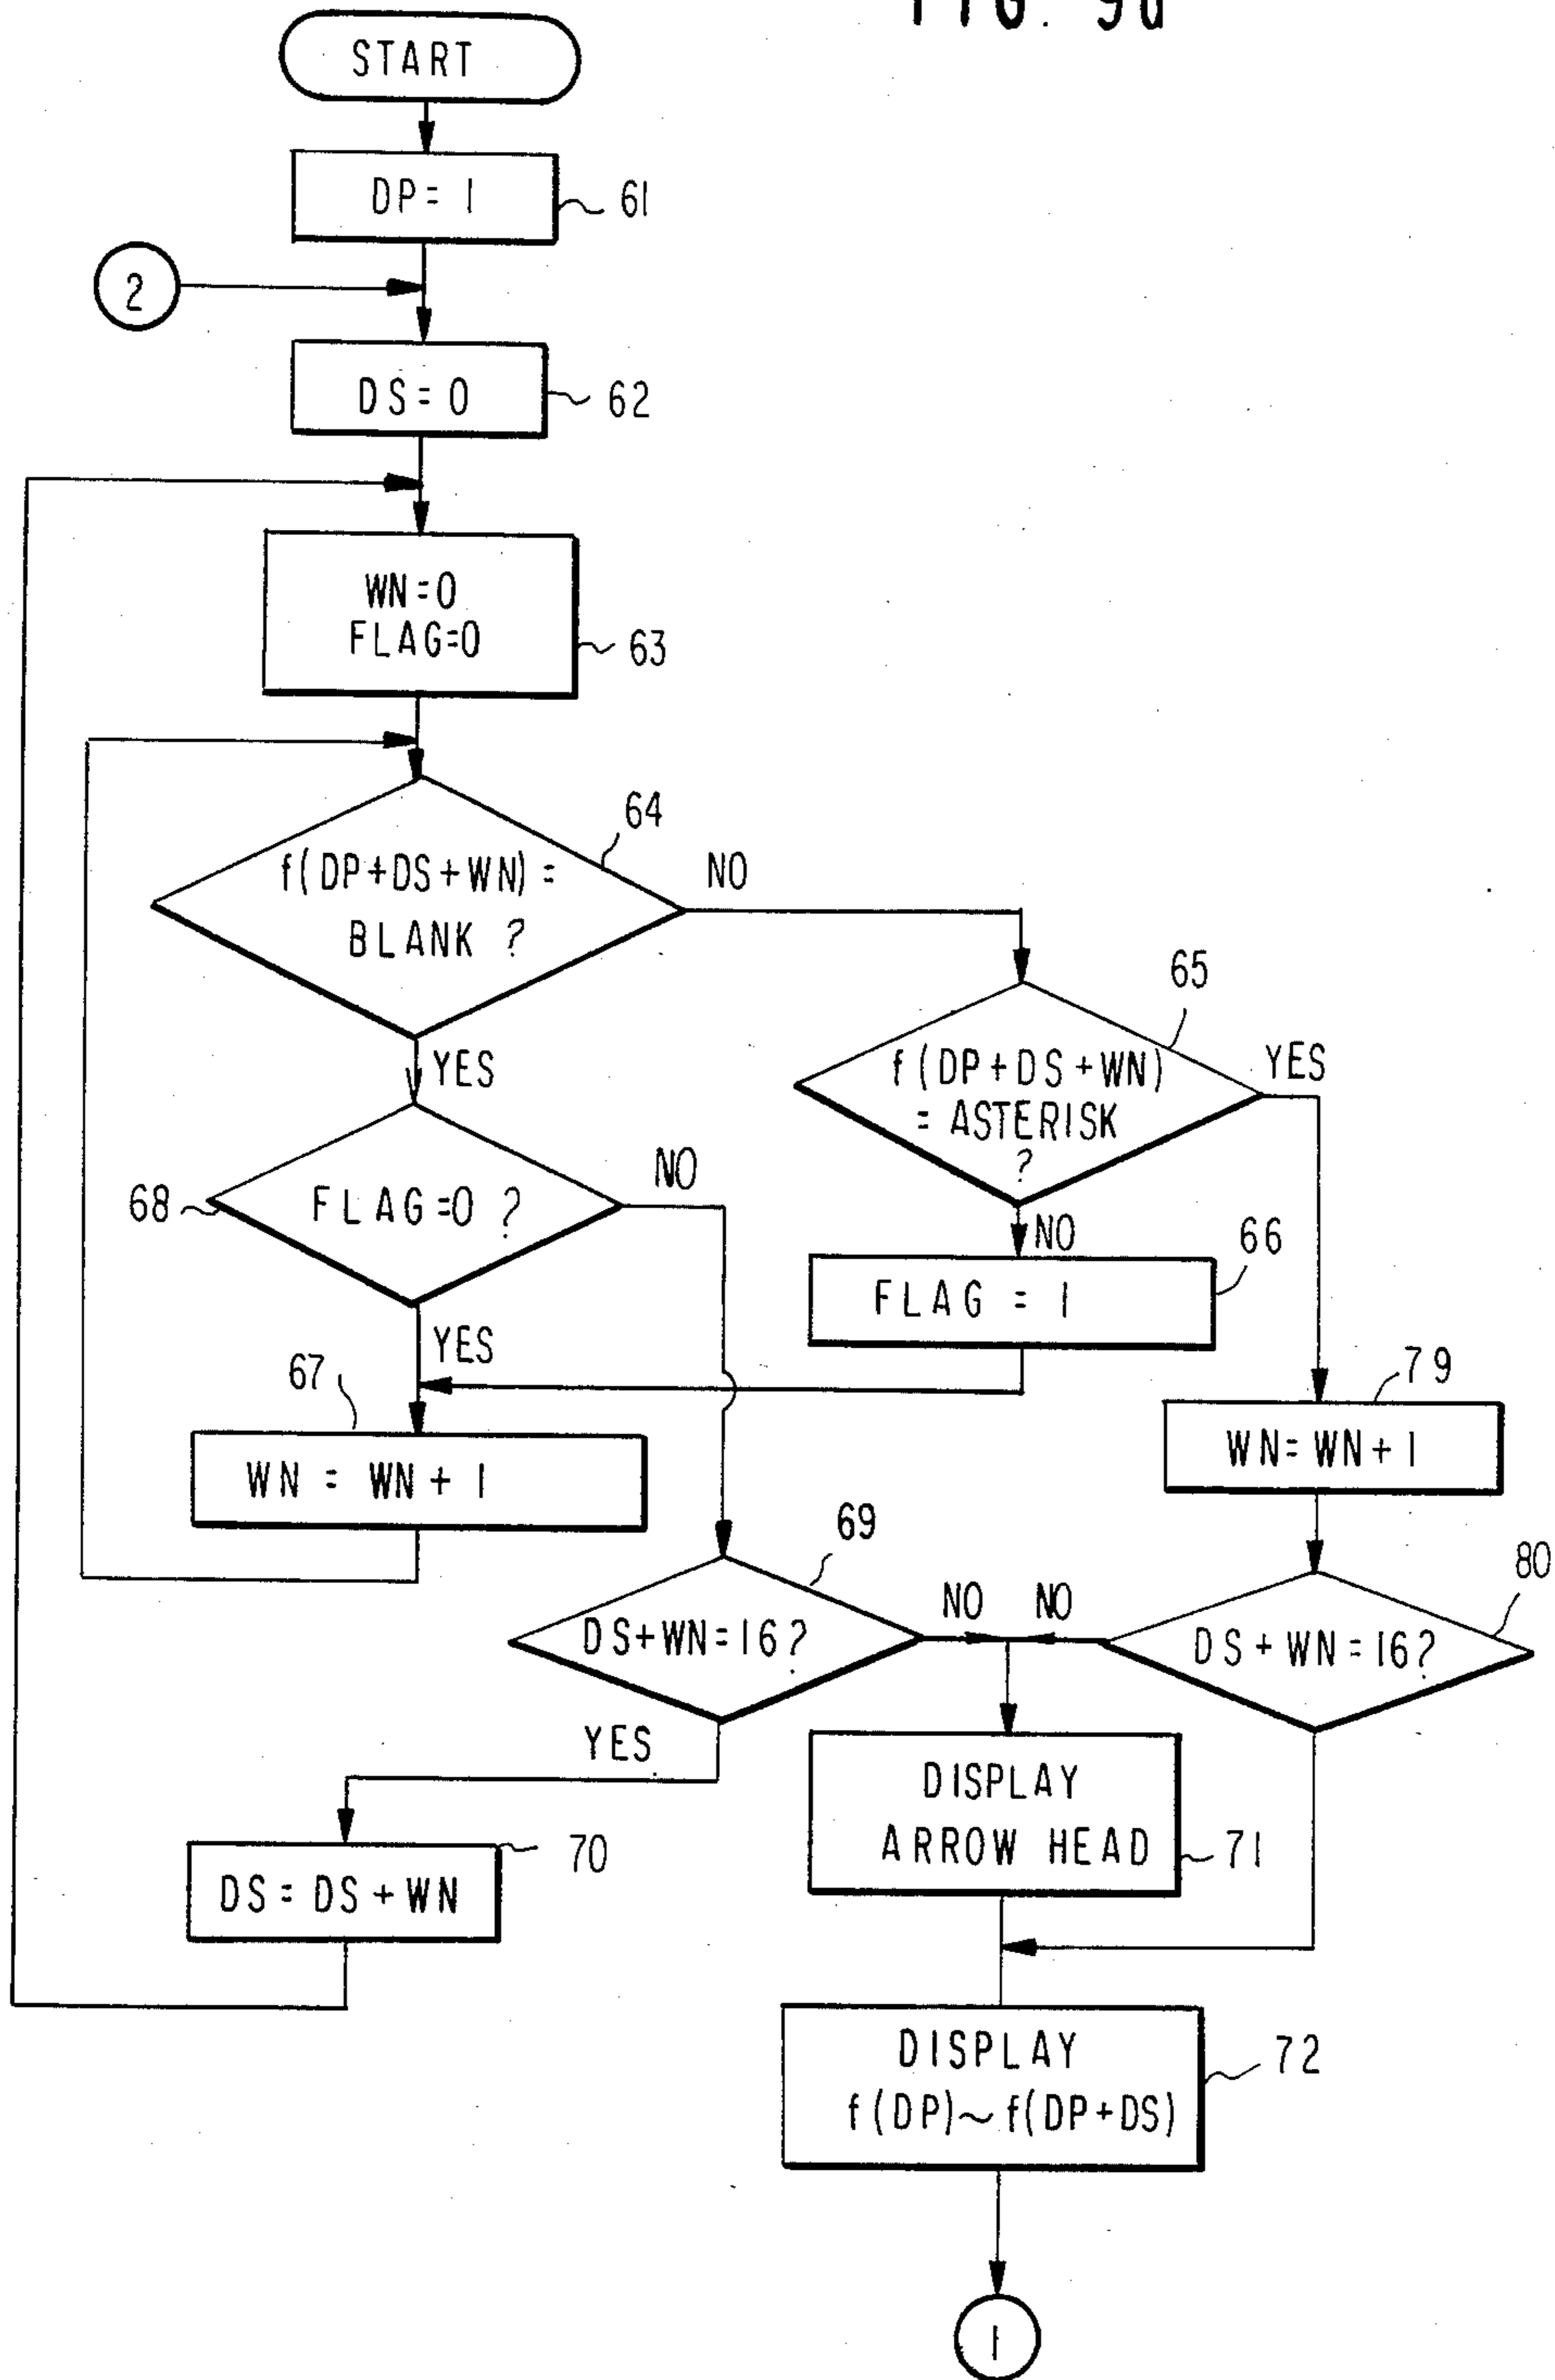 FIG. 9a
START
DP= 1
61
2
DS=0
62
WN=0
FLAG=0
63
64
f(DP+DS+WN) =
BLANK ?
NO
65
YES
f(DP+DS+WN)
= ASTERISK
?
YES
68
FLAG=0 ?
NO
NO
66
FLAG = 1
YES
67
79
WN = WN + 1
WN=WN+1
69
80
DS+WN=16?
NO
NO
DS+WN=16?
YES
DISPLAY
ARROW HEAD
71
70
DS=DS+WN
DISPLAY
f(DP)~f(DP+DS)
72
1